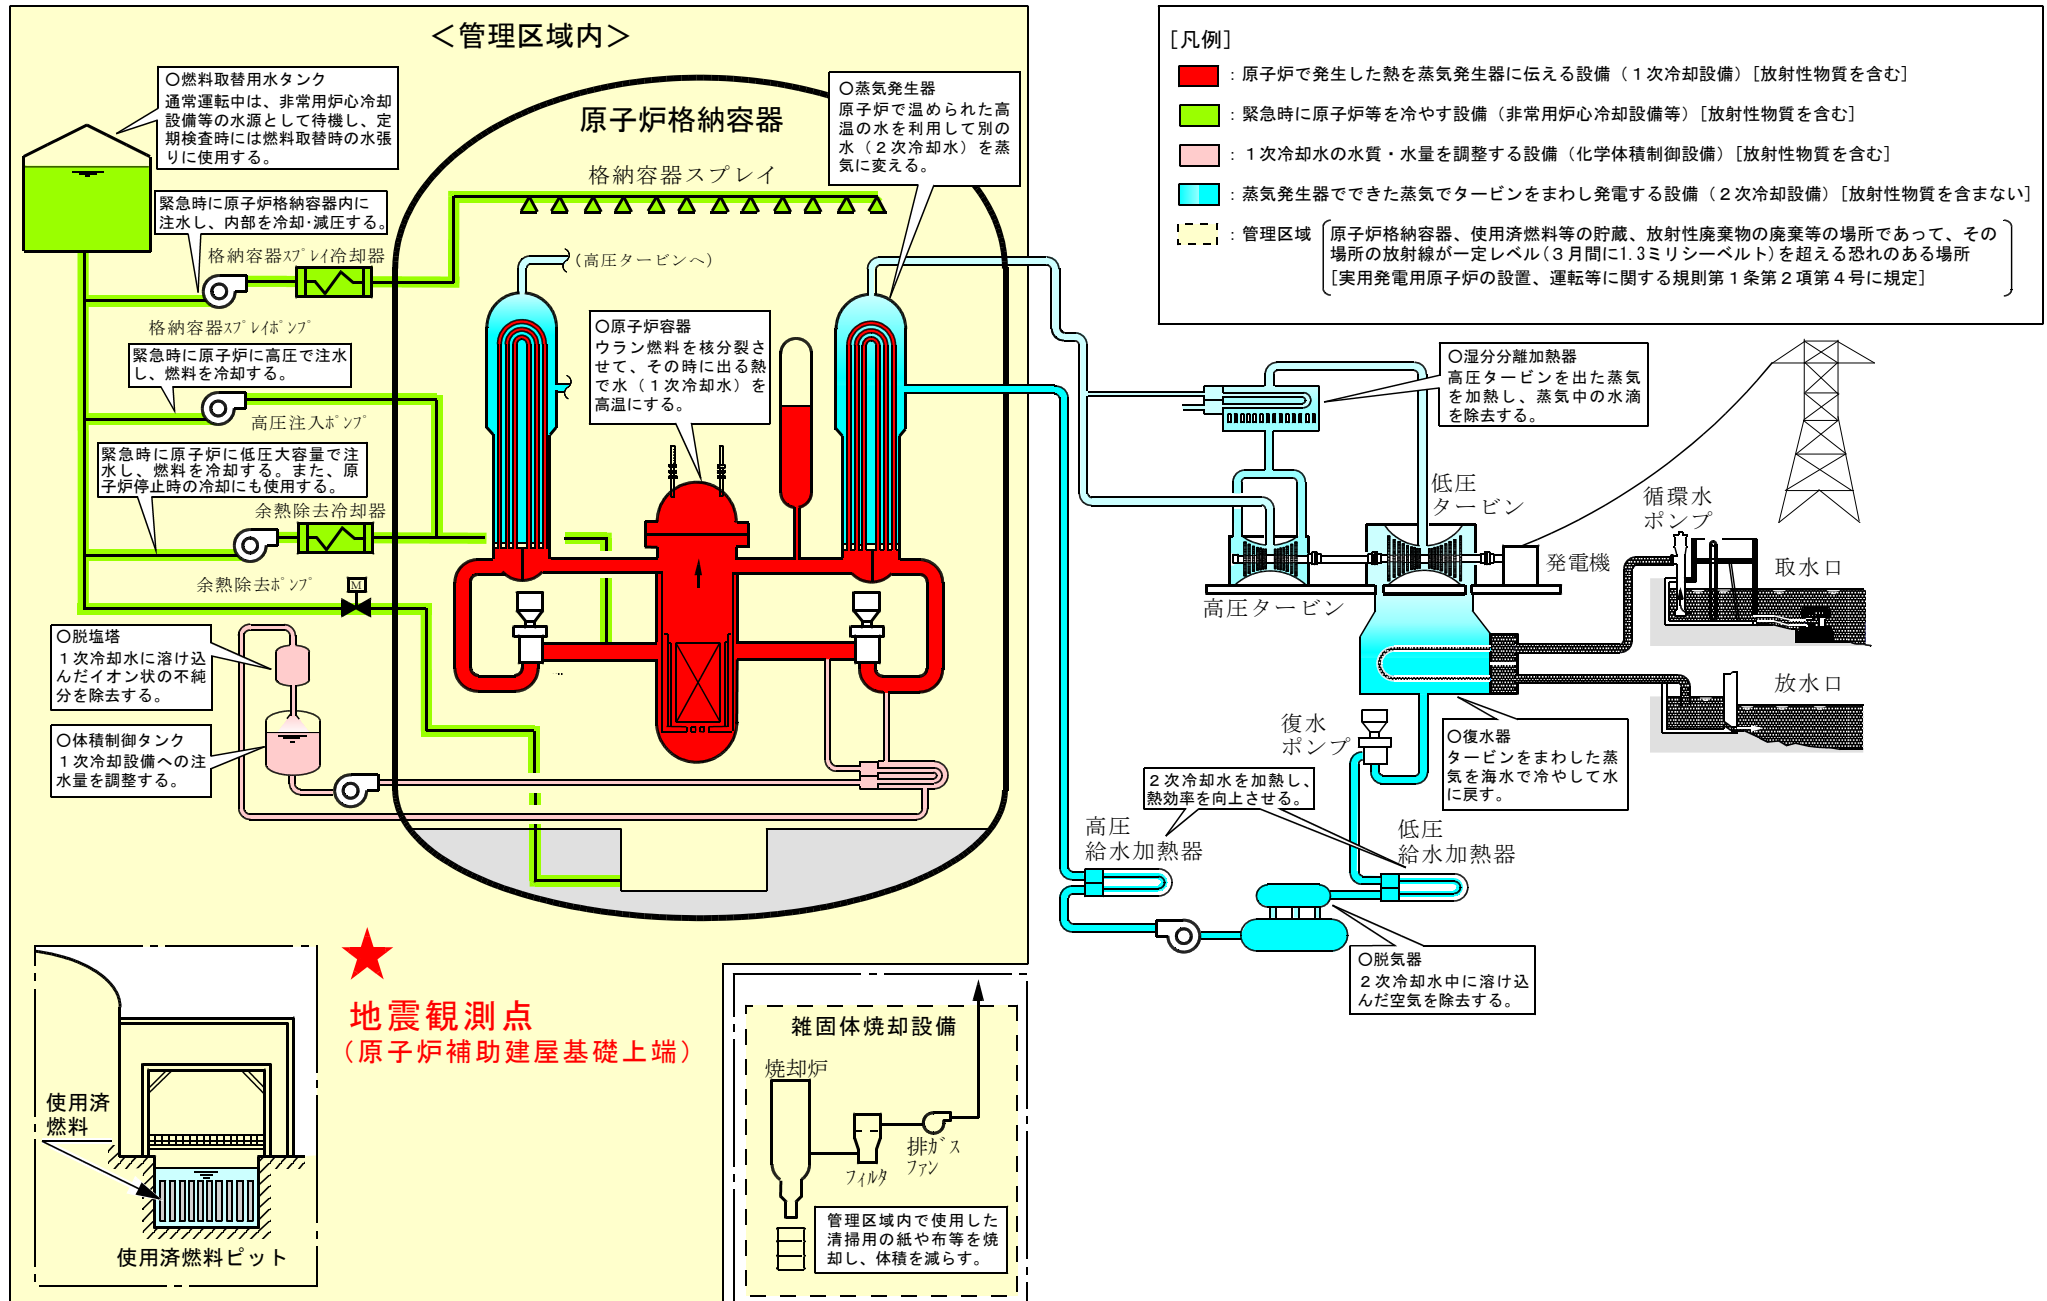 ＜管理区域内＞
○燃料取替用水タンク
通常運転中は、非常用炉心冷却
設備等の水源として待機し、定
期検査時には燃料取替時の水張
りに使用する。
緊急時に原子炉格納容器内に
注水し、内部を冷却･減圧する。
格納容器ｽﾌﾟﾚｲ冷却器
格納容器ｽﾌﾟﾚｲﾎﾟﾝﾌﾟ
緊急時に原子炉に高圧で注水
し、燃料を冷却する。
高圧注入ﾎﾟﾝﾌﾟ
緊急時に原子炉に低圧大容量で注
水し、燃料を冷却する。また、原
子炉停止時の冷却にも使用する。
余熱除去冷却器
余熱除去ﾎﾟﾝﾌﾟ
M
○脱塩塔
１次冷却水に溶け込
んだイオン状の不純
分を除去する。
○体積制御タンク
１次冷却設備への注
水量を調整する。
原子炉格納容器
格納容器スプレイ
○蒸気発生器
原子炉で温められた高
温の水を利用して別の
水（２次冷却水）を蒸
気に変える。
(高圧タービンへ)
○原子炉容器
ウラン燃料を核分裂さ
せて、その時に出る熱
で水（１次冷却水）を
高温にする。
★
地震観測点
（原子炉補助建屋基礎上端）
使用済
燃料
使用済燃料ピット
雑固体焼却設備
焼却炉
フィルタ
排ガス
ファン
管理区域内で使用した
清掃用の紙や布等を焼
却し、体積を減らす。
［凡例］
：原子炉で発生した熱を蒸気発生器に伝える設備（１次冷却設備）［放射性物質を含む］
：緊急時に原子炉等を冷やす設備（非常用炉心冷却設備等）［放射性物質を含む］
：１次冷却水の水質・水量を調整する設備（化学体積制御設備）［放射性物質を含む］
：蒸気発生器でできた蒸気でタービンをまわし発電する設備（２次冷却設備）［放射性物質を含まない］
：管理区域
原子炉格納容器、使用済燃料等の貯蔵、放射性廃棄物の廃棄等の場所であって、その
場所の放射線が一定レベル(３月間に1.3ミリシーベルト)を超える恐れのある場所
［実用発電用原子炉の設置、運転等に関する規則第１条第２項第４号に規定］
○湿分分離加熱器
高圧タービンを出た蒸気
を加熱し、蒸気中の水滴
を除去する。
低圧
タービン
高圧タービン
発電機
循環水
ポンプ
取水口
放水口
復水
ポンプ
○復水器
タービンをまわした蒸
気を海水で冷やして水
に戻す。
２次冷却水を加熱し、
熱効率を向上させる。
高圧
給水加熱器
低圧
給水加熱器
○脱気器
２次冷却水中に溶け込
んだ空気を除去する。